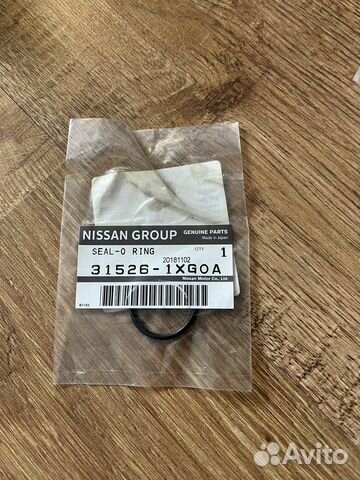 NISSAN GROUP GENUINE PARTS
Made in Japan
SEAL-O RING QTY 1
20181102
31526-1XG0A
Nissan Motor Co., Ltd.
Avito